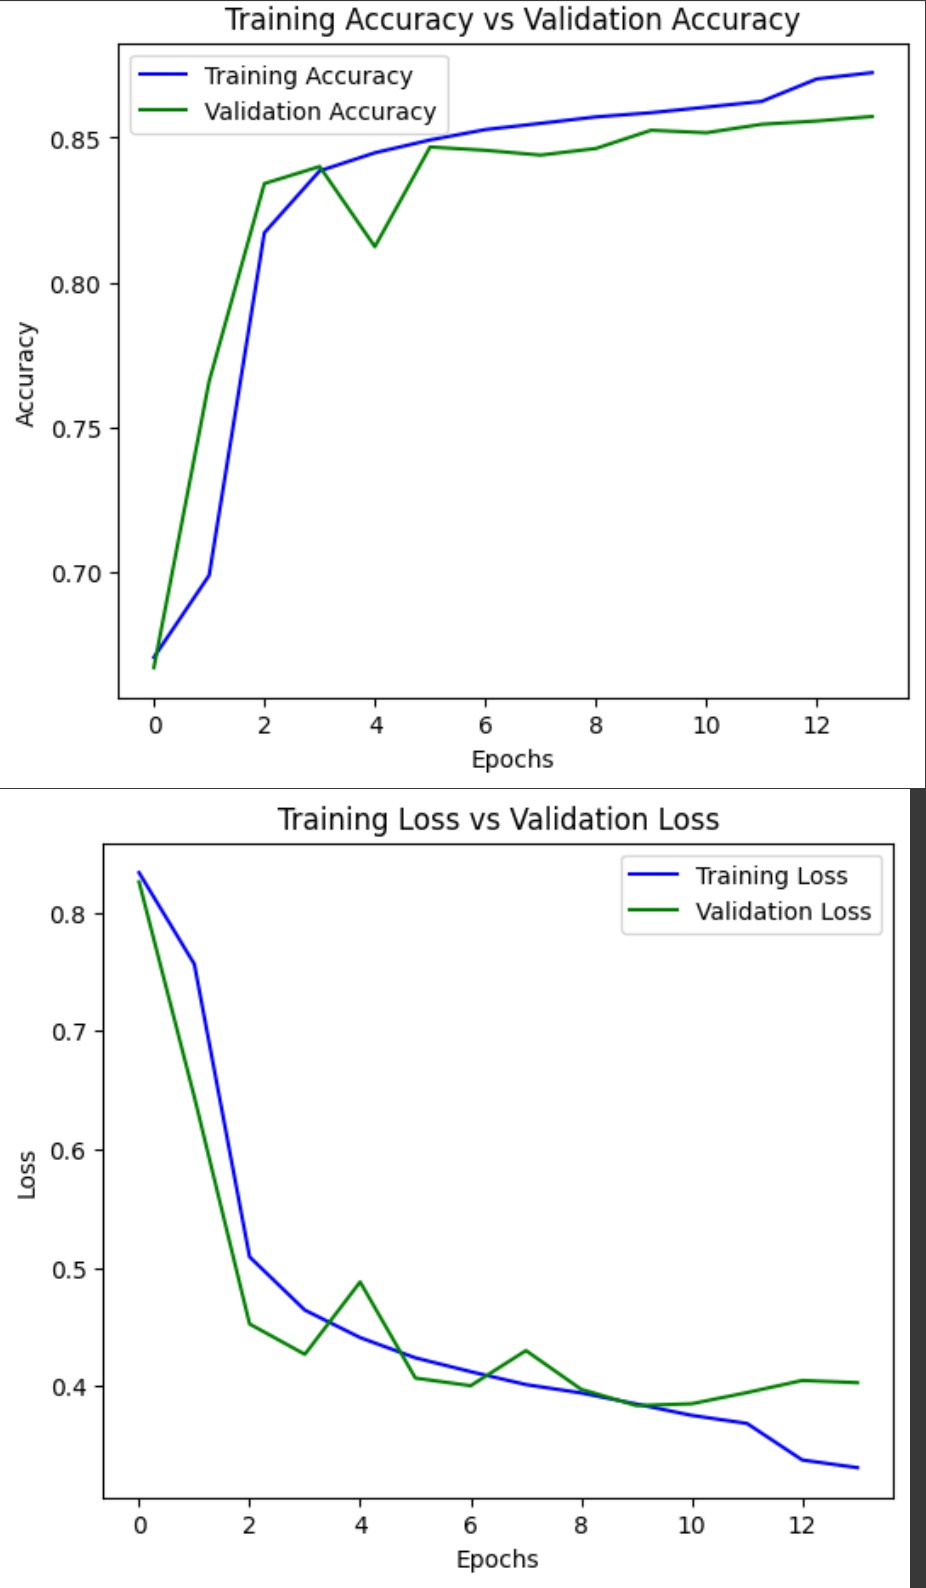 Training Accuracy vs Validation Accuracy
Training Accuracy
Validation Accuracy
0.85
0.80
0.75
0.70
Accuracy
0 2 4 6 8 10 12
Epochs
Training Loss vs Validation Loss
Training Loss
Validation Loss
0.8
0.7
0.6
0.5
0.4
Loss
0 2 4 6 8 10 12
Epochs